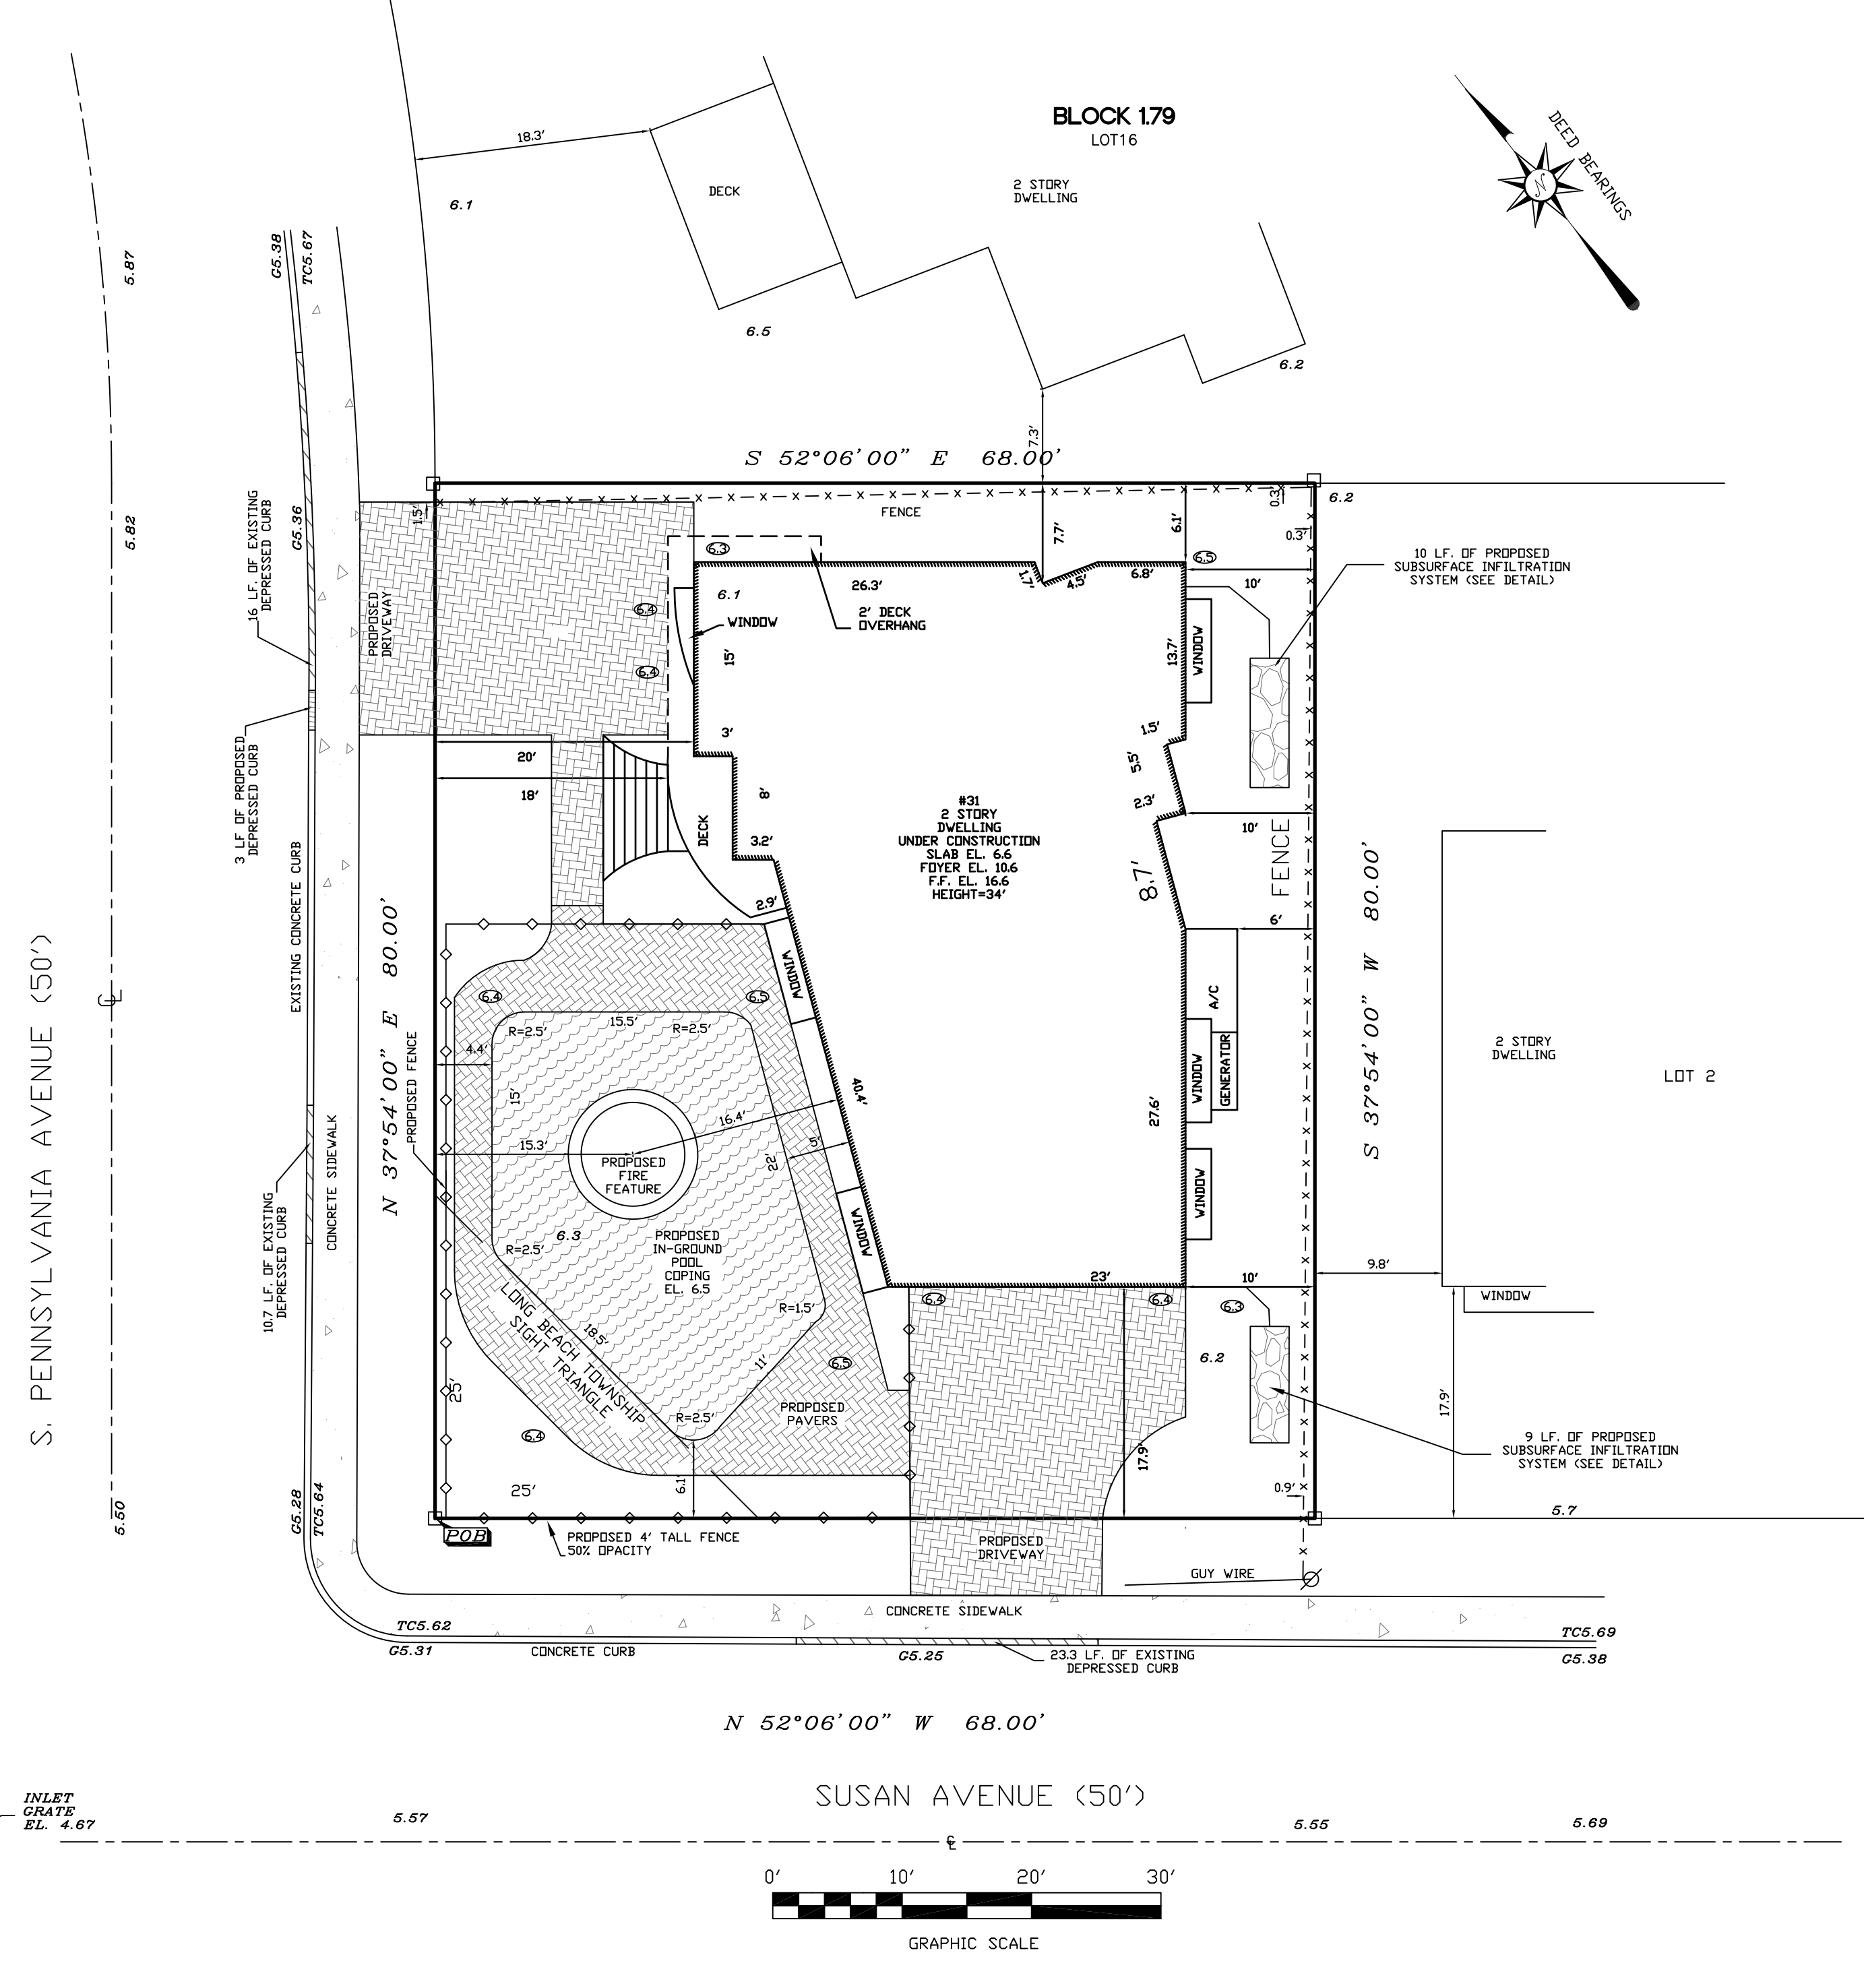 BLOCK 1.79
LOT16
DEED BEARINGS
N
18.3'
DECK
2 STORY
DWELLING
6.1
6.5
6.2
G5.38
TC5.67
5.87
7.3'
S 52°06'00" E 68.00'
6.2
16 LF. OF EXISTING
DEPRESSED CURB
G5.36
5.82
1.5'
FENCE
0.3'
0.3'
7.7'
6.1'
6.3
6.5
10 LF. OF PROPOSED
SUBSURFACE INFILTRATION
SYSTEM (SEE DETAIL)
PROPOSED
DRIVEWAY
6.4
6.4
6.1
WINDOW
26.3'
2' DECK
OVERHANG
1.7'
4.5'
6.8'
10'
15'
13.7'
WINDOW
3'
1.5'
5.5'
20'
18'
8'
3.2'
DECK
2.3'
10'
3 LF OF PROPOSED
DEPRESSED CURB
#31
2 STORY
DWELLING
UNDER CONSTRUCTION
SLAB EL. 6.6
FOYER EL. 10.6
F.F. EL. 16.6
HEIGHT=34'
8.7'
FENCE
2.9'
6'
EXISTING CONCRETE CURB
N 37°54'00" E 80.00'
S 37°54'00" W 80.00'
S. PENNSYLVANIA AVENUE (50')
CL
WINDOW
A/C
6.4
6.5
R=2.5'
15.5'
R=2.5'
4.4'
PROPOSED FENCE
15'
40.4'
WINDOW
GENERATOR
2 STORY
DWELLING
LOT 2
27.6'
16.4'
15.3'
5'
22'
PROPOSED
FIRE
FEATURE
CONCRETE SIDEWALK
10.7 LF. OF EXISTING
DEPRESSED CURB
WINDOW
WINDOW
6.3
R=2.5'
PROPOSED
IN-GROUND
POOL
COPING
EL. 6.5
23'
10'
9.8'
WINDOW
6.4
6.4
6.3
R=1.5'
LONG BEACH TOWNSHIP
SIGHT TRIANGLE
18.5'
11'
6.5
6.2
25'
R=2.5'
PROPOSED
PAVERS
17.9'
17.9'
9 LF. OF PROPOSED
SUBSURFACE INFILTRATION
SYSTEM (SEE DETAIL)
6.4
25'
6.1'
0.9'
5.50
G5.28
TC5.64
POB
PROPOSED 4' TALL FENCE
50% OPACITY
PROPOSED
DRIVEWAY
5.7
GUY WIRE
CONCRETE SIDEWALK
TC5.62
G5.31
CONCRETE CURB
G5.25
23.3 LF. OF EXISTING
DEPRESSED CURB
TC5.69
G5.38
N 52°06'00" W 68.00'
SUSAN AVENUE (50')
INLET
GRATE
EL. 4.67
5.57
5.55
5.69
CL
0' 10' 20' 30'
GRAPHIC SCALE